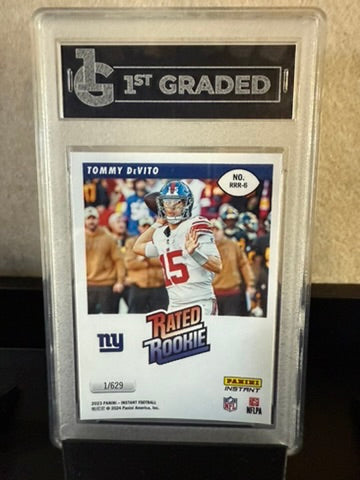 1G 1ST GRADED
TOMMY DEVITO
NO.
RRR-6
15
RATED
ROOKIE
ny
1/629
PANINI
INSTANT
2023 PANINI - INSTANT FOOTBALL
© 2024 Panini America, Inc.
NFL
NFLPA